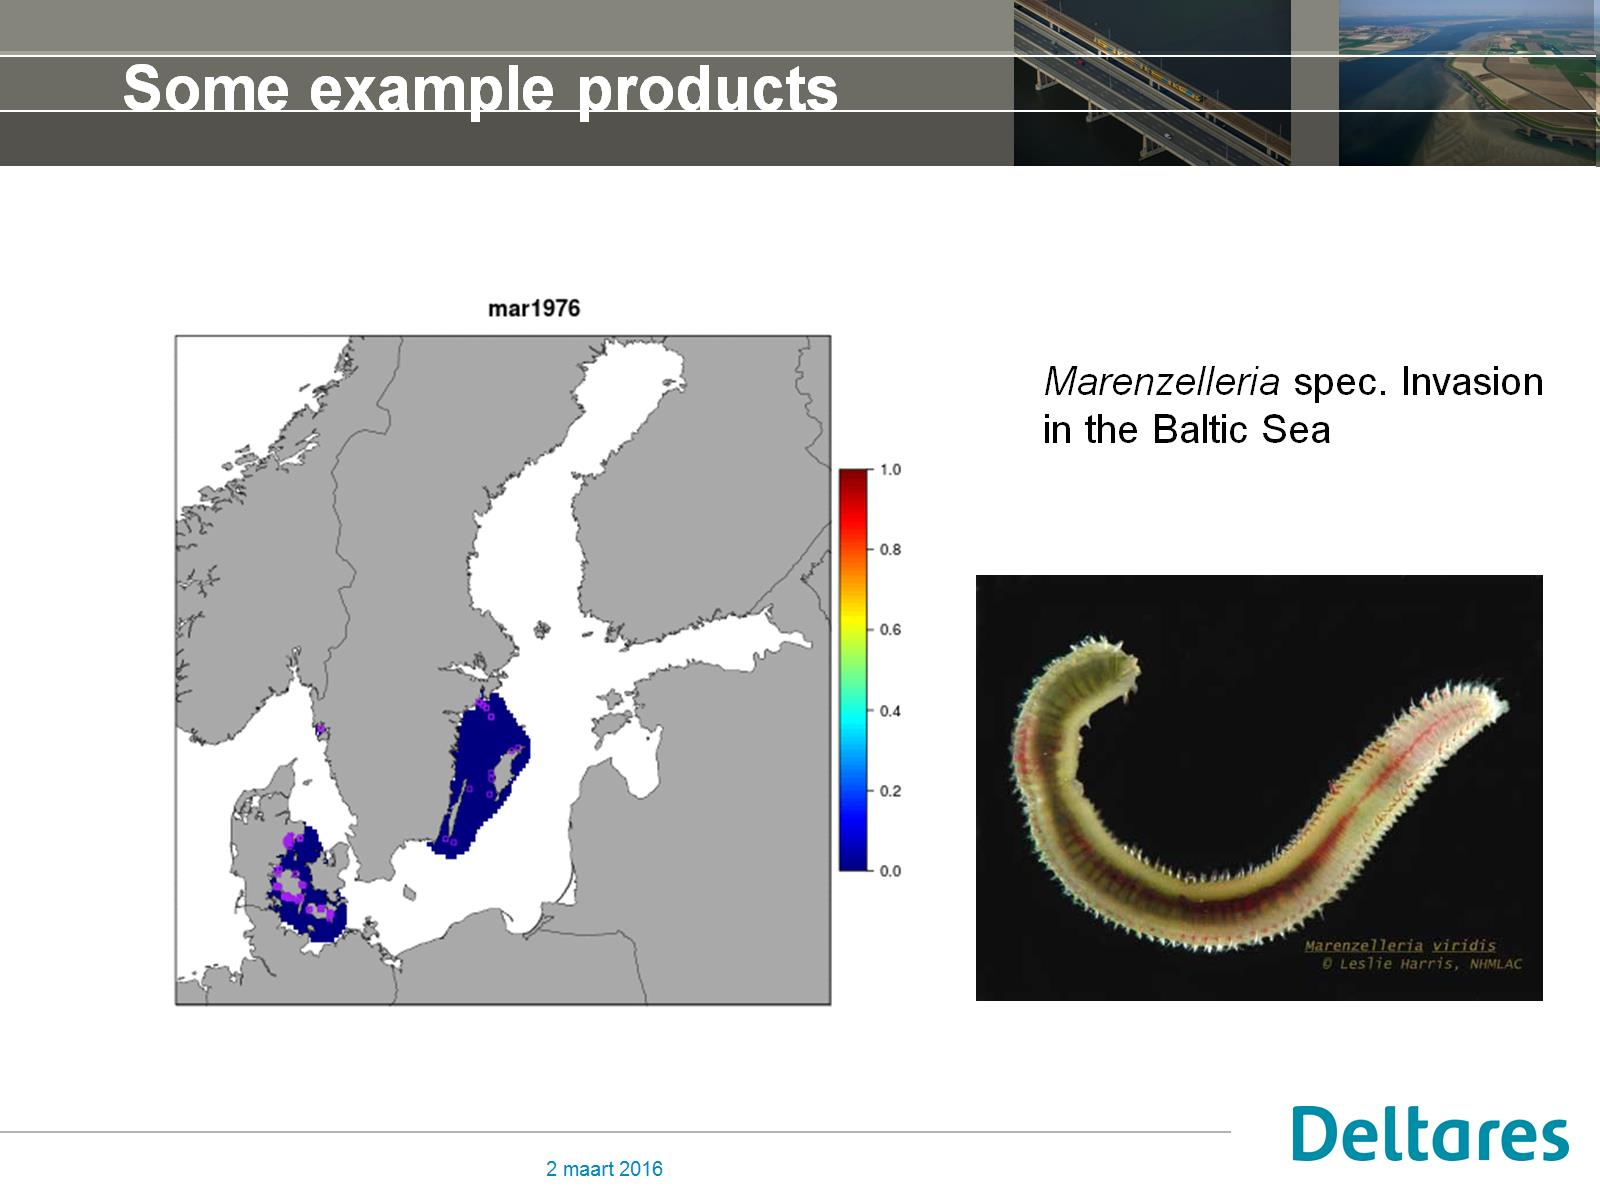 Some example products
mar1976
Marenzelleria spec. Invasion
in the Baltic Sea
1.0
0.8
0.6
0.4
0.2
0.0
Marenzelleria viridis
© Leslie Harris, NHMLAC
Deltares
2 maart 2016